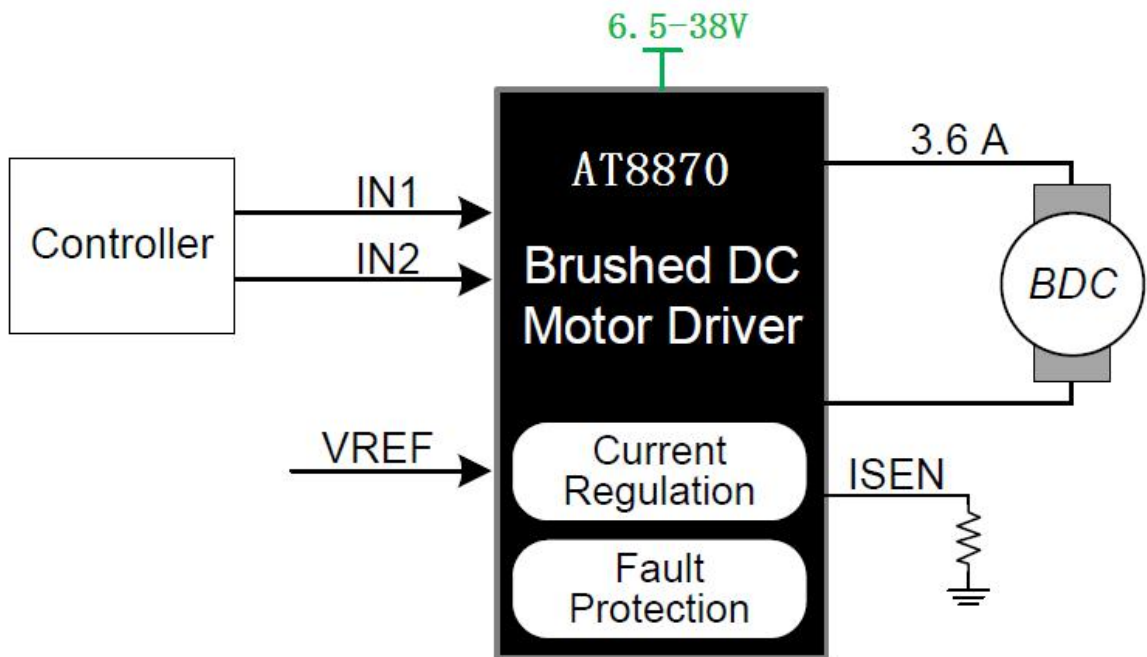 6.5-38V
AT8870
3.6 A
IN1
Controller
IN2
Brushed DC
Motor Driver
BDC
VREF
Current
Regulation
ISEN
Fault
Protection